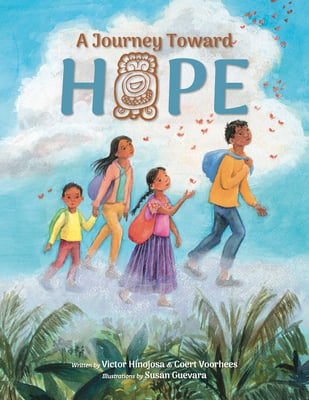 A Journey Toward
HOPE
Written by Victor Hinojosa & Coert Voorhees
Illustrations by Susan Guevara